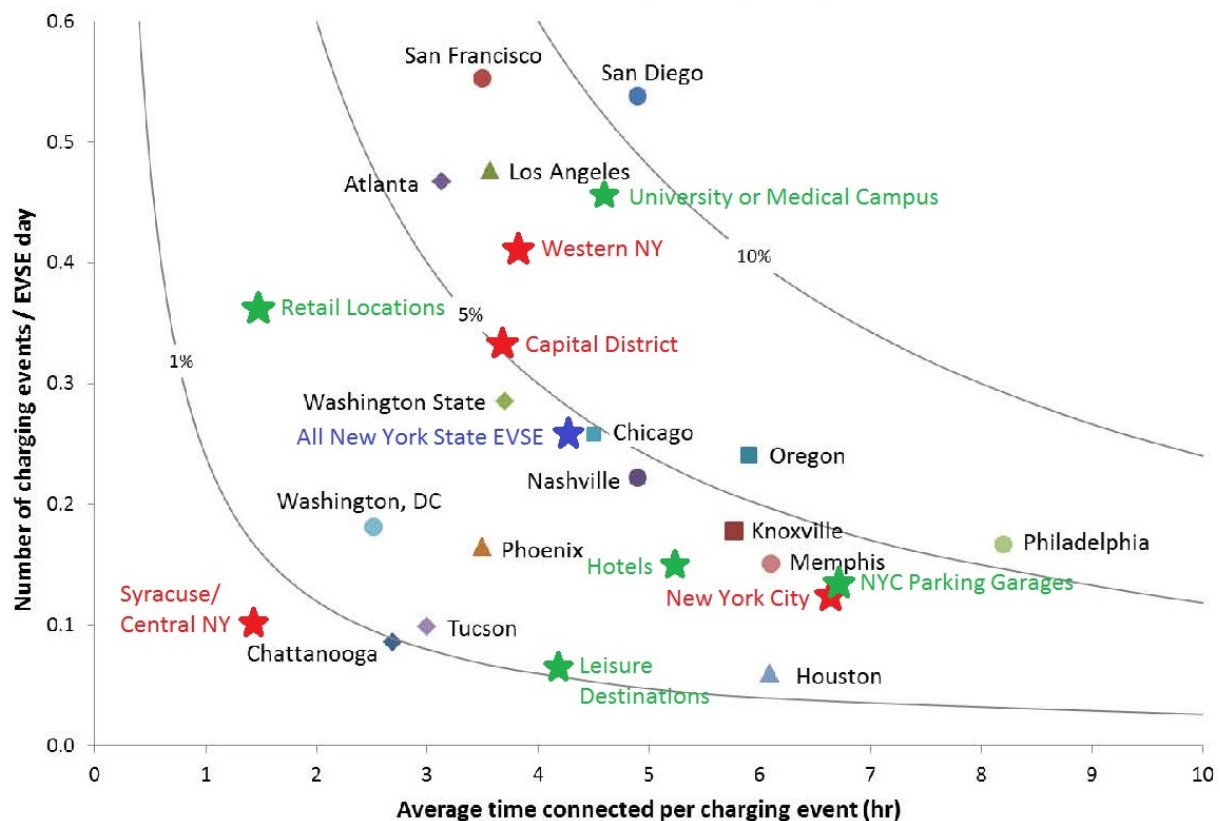 0.6
San Francisco
San Diego
0.5
Los Angeles
Atlanta
University or Medical Campus
Western NY
10%
0.4
Retail Locations
5%
Capital District
1%
0.3
Washington State
All New York State EVSE
Chicago
Oregon
Nashville
0.2
Washington, DC
Knoxville
Philadelphia
Phoenix
Memphis
Hotels
NYC Parking Garages
New York City
Syracuse/
Central NY
0.1
Tucson
Chattanooga
Leisure
Destinations
Houston
0.0
0 1 2 3 4 5 6 7 8 9 10
Average time connected per charging event (hr)
Number of charging events / EVSE day